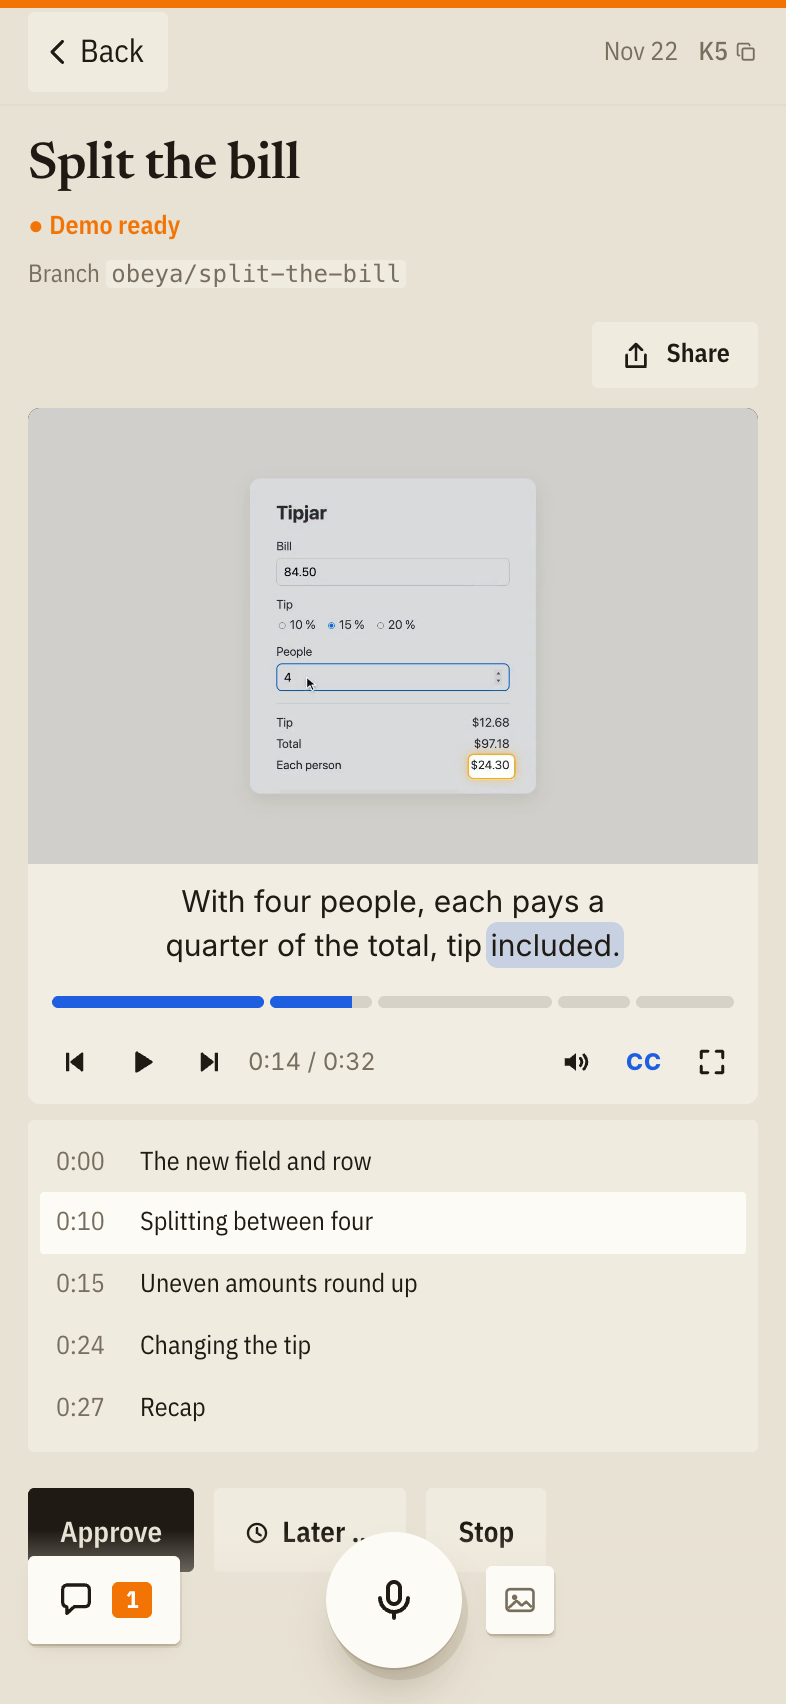 Back
Nov 22 K5
Split the bill
Demo ready
Branch obeya/split-the-bill
Share
Tipjar
Bill
84.50
Tip
10 % 15 % 20 %
People
4
Tip $12.68
Total $97.18
Each person $24.30
With four people, each pays a
quarter of the total, tip included.
0:14 / 0:32
CC
0:00 The new field and row
0:10 Splitting between four
0:15 Uneven amounts round up
0:24 Changing the tip
0:27 Recap
Approve Later … Stop
1